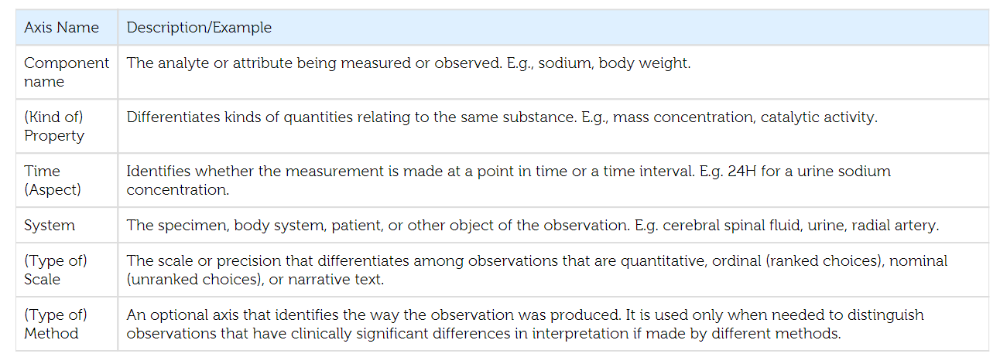 Axis Name Description/Example
Component name The analyte or attribute being measured or observed. E.g., sodium, body weight.
(Kind of) Property Differentiates kinds of quantities relating to the same substance. E.g., mass concentration, catalytic activity.
Time (Aspect) Identifies whether the measurement is made at a point in time or a time interval. E.g. 24H for a urine sodium
concentration.
System The specimen, body system, patient, or other object of the observation. E.g. cerebral spinal fluid, urine, radial artery.
(Type of) Scale The scale or precision that differentiates among observations that are quantitative, ordinal (ranked choices), nominal
(unranked choices), or narrative text.
(Type of) Method An optional axis that identifies the way the observation was produced. It is used only when needed to distinguish
observations that have clinically significant differences in interpretation if made by different methods.